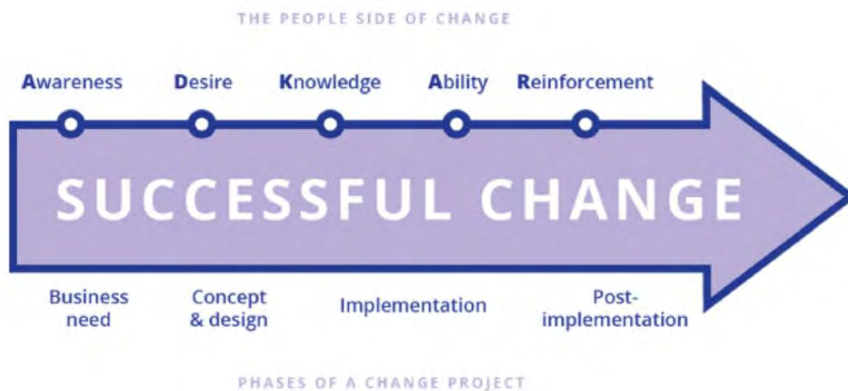 THE PEOPLE SIDE OF CHANGE
Awareness Desire Knowledge Ability Reinforcement
SUCCESSFUL CHANGE
Business need
Concept & design
Implementation
Post-implementation
PHASES OF A CHANGE PROJECT